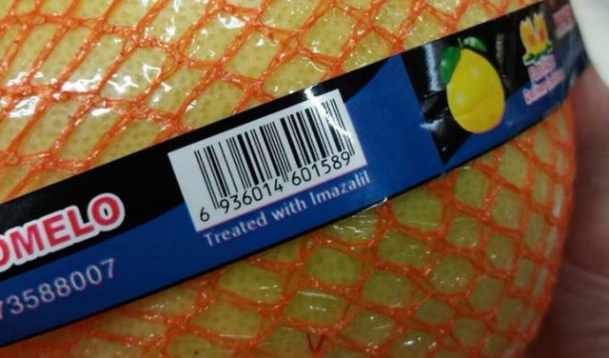 OMELO
73588007
6 936014 601589
Treated with Imazalil